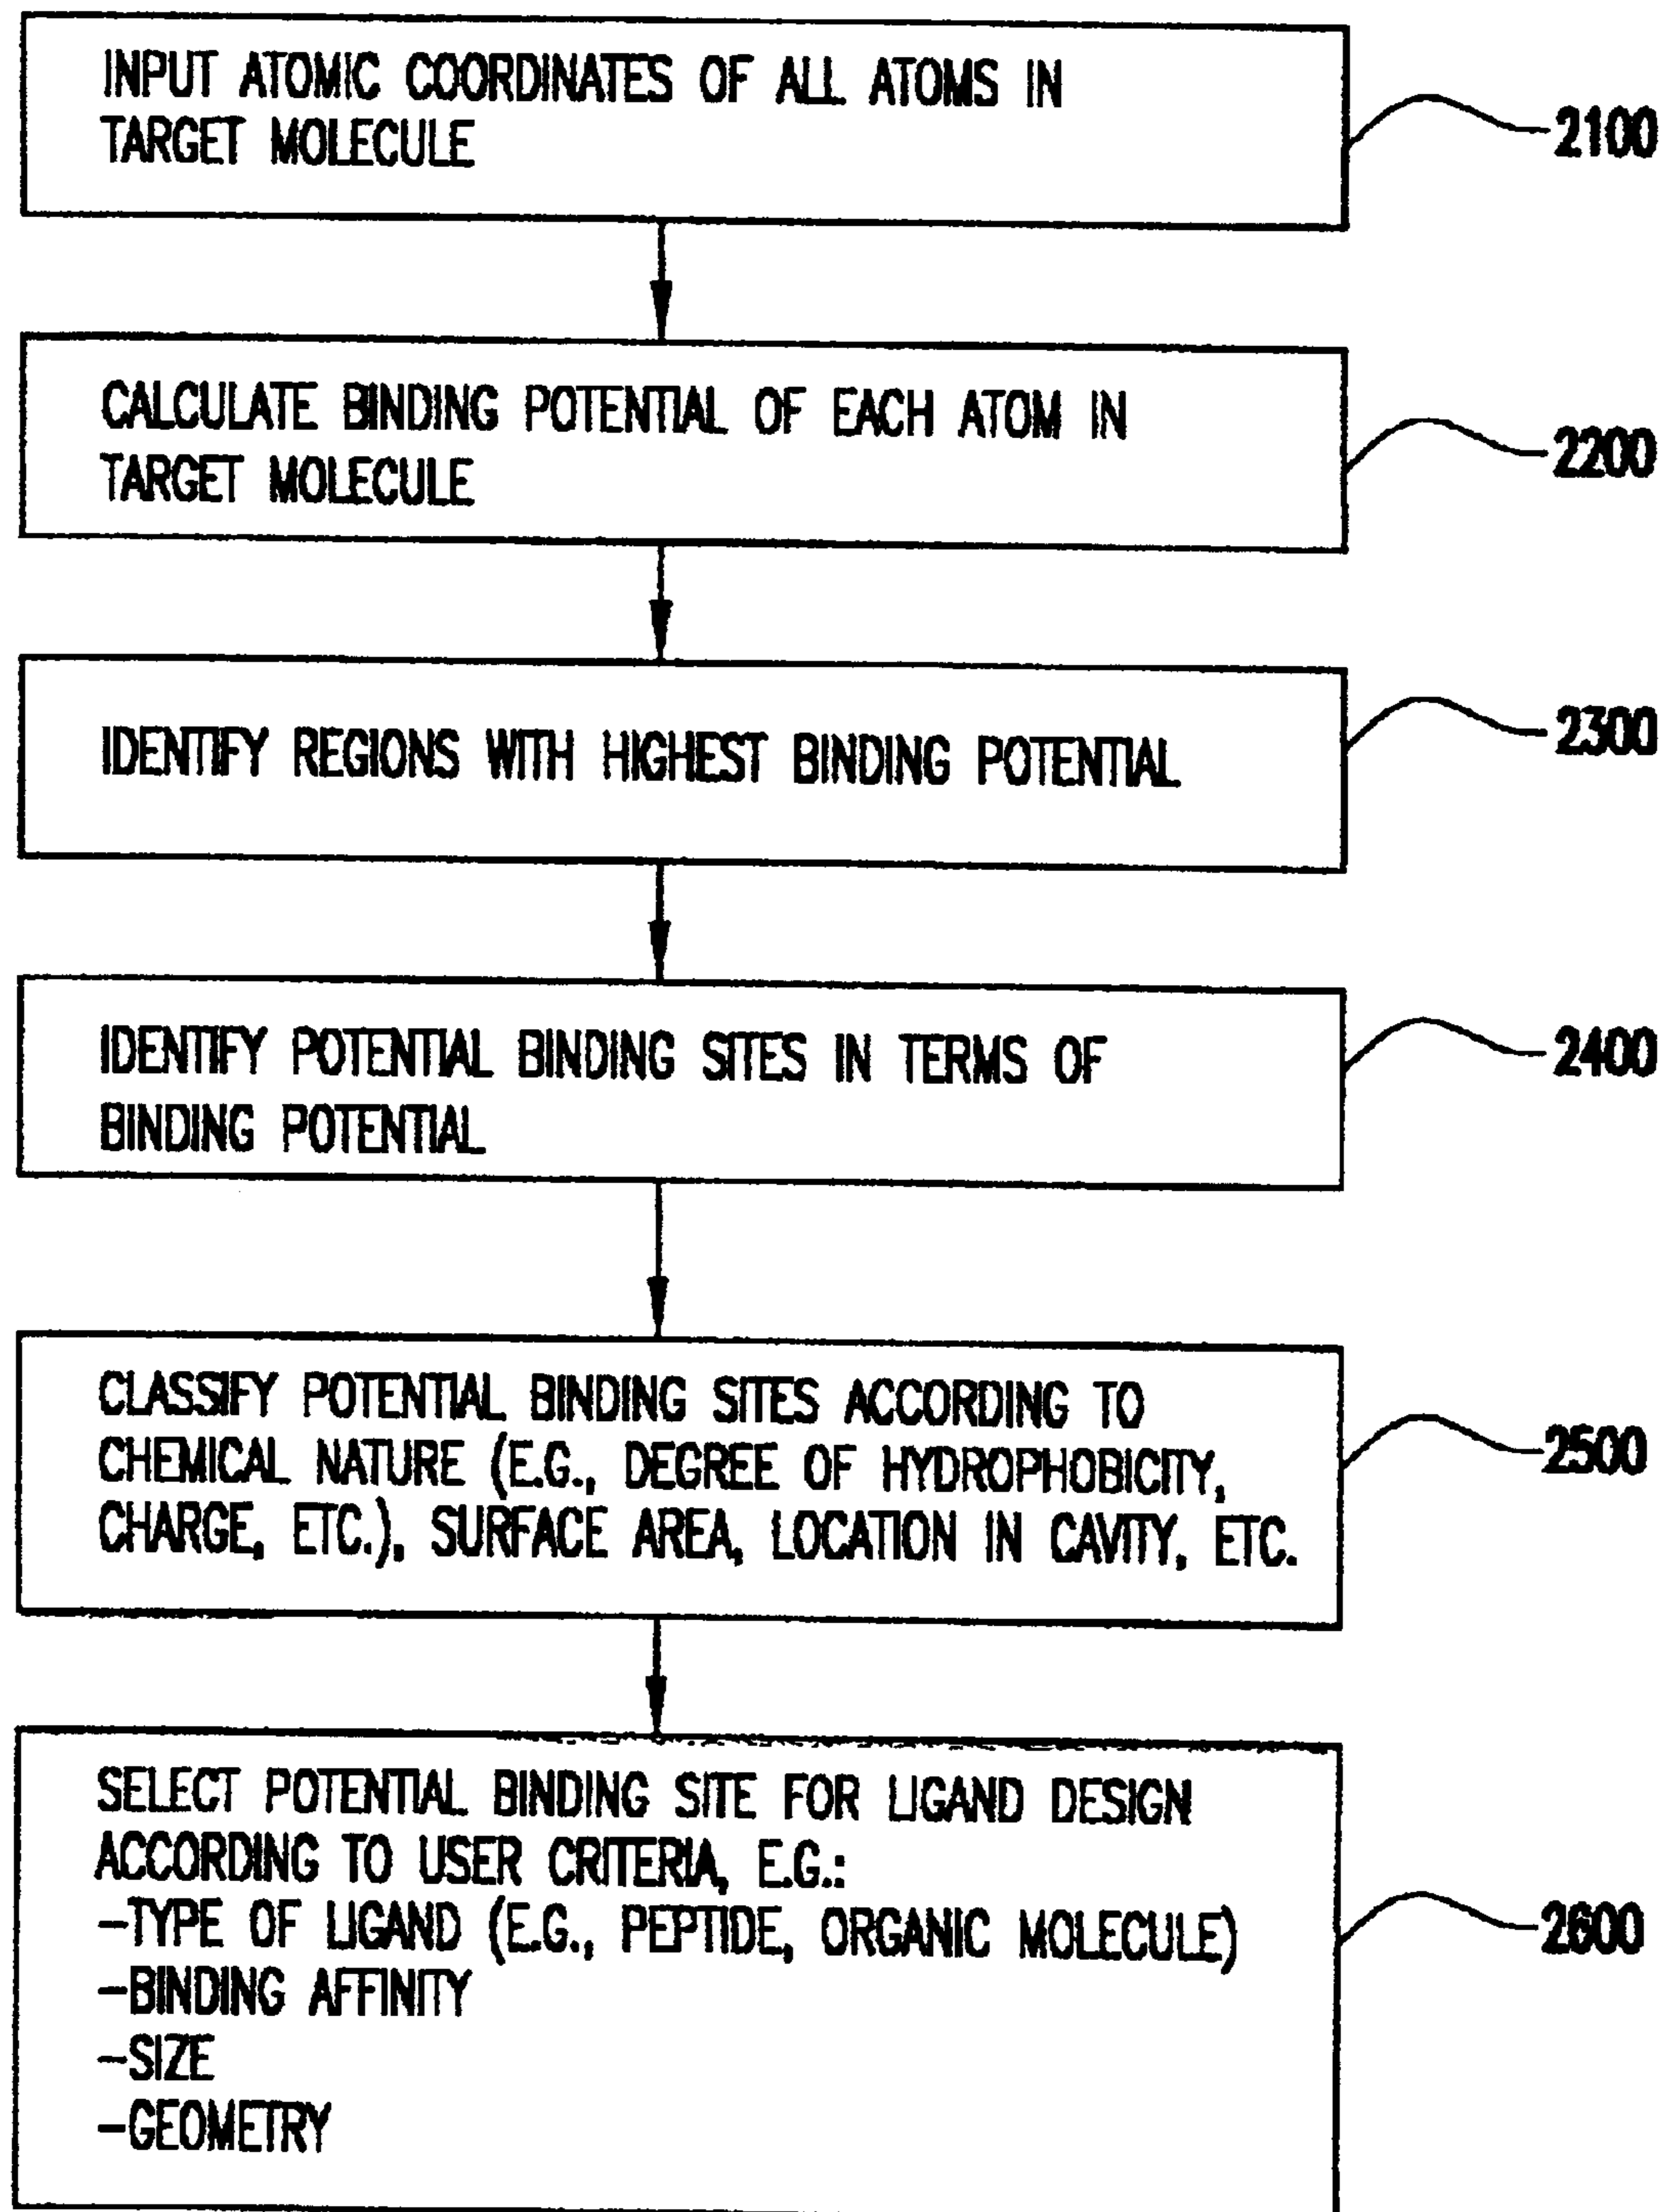 INPUT ATOMIC COORDINATES OF ALL ATOMS IN
TARGET MOLECULE
2100
CALCULATE BINDING POTENTIAL OF EACH ATOM IN
TARGET MOLECULE
2200
IDENTIFY REGIONS WITH HIGHEST BINDING POTENTIAL
2300
IDENTIFY POTENTIAL BINDING SITES IN TERMS OF
BINDING POTENTIAL
2400
CLASSIFY POTENTIAL BINDING SITES ACCORDING TO
CHEMICAL NATURE (E.G., DEGREE OF HYDROPHOBICITY,
CHARGE, ETC.), SURFACE AREA, LOCATION IN CAVITY, ETC.
2500
SELECT POTENTIAL BINDING SITE FOR LIGAND DESIGN
ACCORDING TO USER CRITERIA, E.G.:
-TYPE OF LIGAND (E.G., PEPTIDE, ORGANIC MOLECULE)
-BINDING AFFINITY
-SIZE
-GEOMETRY
2600